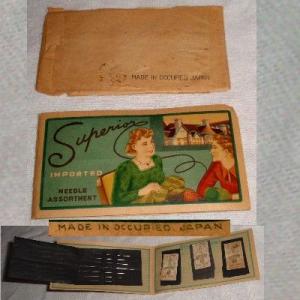 MADE IN OCCUPIED JAPAN
Superior
IMPORTED
NEEDLE
ASSORTMENT
MADE IN OCCUPIED JAPAN